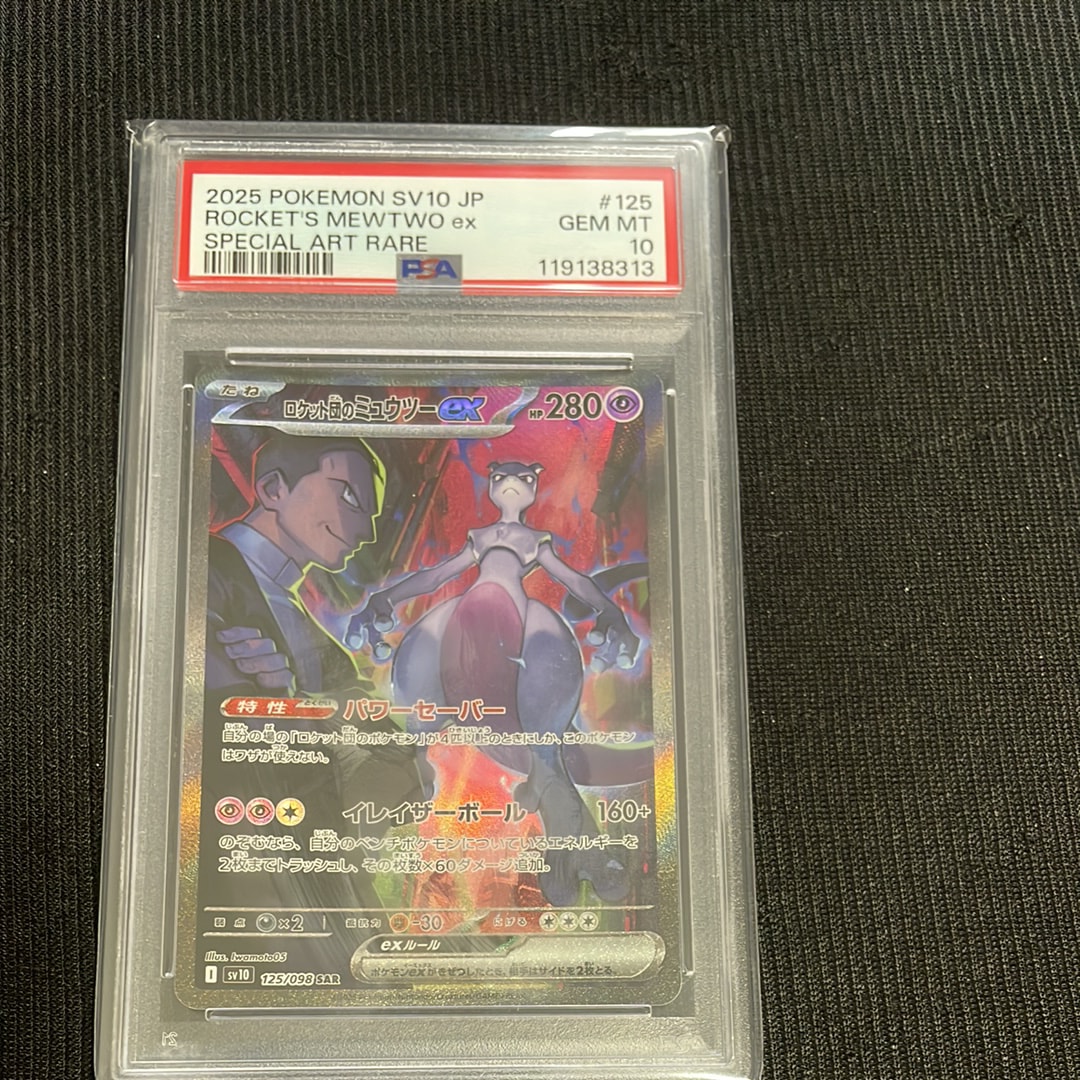 2025 POKEMON SV10 JP #125
ROCKET'S MEWTWO ex GEM MT
SPECIAL ART RARE 10
PSA 119138313
たね
ロケット団のミュウツーex HP280
特性 とくせい パワーセーバー
自分の場の「ロケット団のポケモン」が4匹以上のときにしか、このポケモン
はワザが使えない。
イレイザーボール 160+
のぞむなら、自分のベンチポケモンについているエネルギーを
2枚までトラッシュし、その枚数×60ダメージ追加。
弱点 ×2 抵抗力 -30 にげる
exルール
ポケモンexがきぜつしたとき、相手はサイドを2枚とる。
Illus. Iwamoto05
I SV10 125/098 SAR